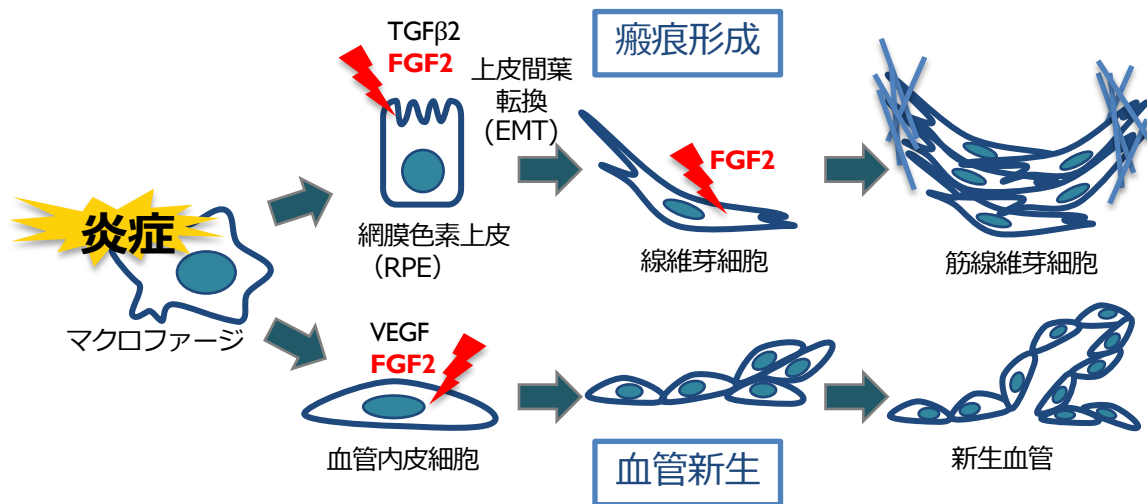 炎症
マクロファージ
TGFβ2
FGF2
上皮間葉
転換
(EMT)
網膜色素上皮
（RPE）
瘢痕形成
FGF2
線維芽細胞
筋線維芽細胞
VEGF
FGF2
血管内皮細胞
血管新生
新生血管